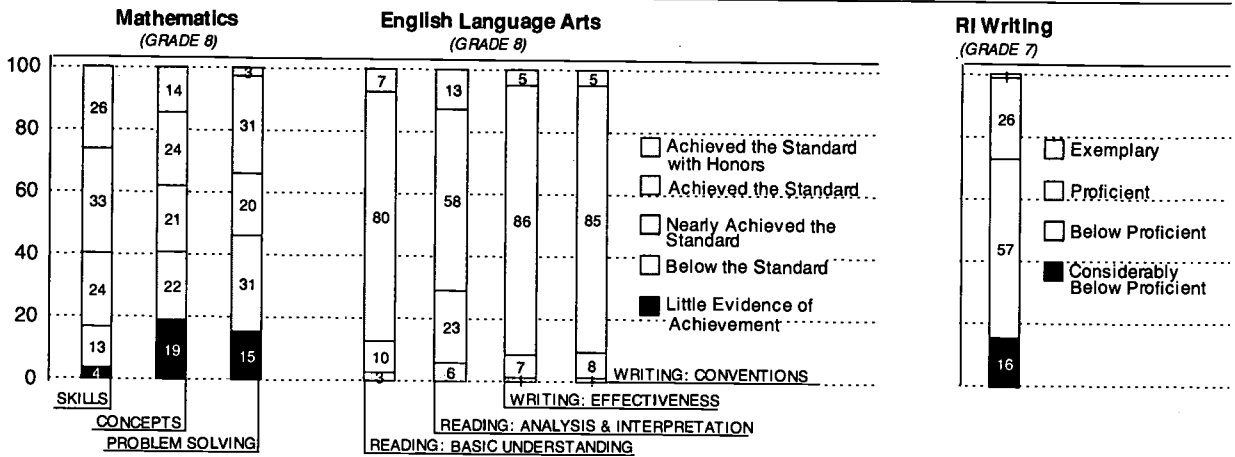 Mathematics
(GRADE 8)
English Language Arts
(GRADE 8)
RI Writing
(GRADE 7)
100
80
60
40
20
0
26
33
24
13
4
14
24
21
22
19
3
31
20
31
15
7
80
10
3
13
58
23
6
5
86
7
1
5
85
8
1
Achieved the Standard
with Honors
Achieved the Standard
Nearly Achieved the
Standard
Below the Standard
Little Evidence of
Achievement
1
26
57
16
Exemplary
Proficient
Below Proficient
Considerably
Below Proficient
SKILLS
CONCEPTS
PROBLEM SOLVING
WRITING: CONVENTIONS
WRITING: EFFECTIVENESS
READING: ANALYSIS & INTERPRETATION
READING: BASIC UNDERSTANDING